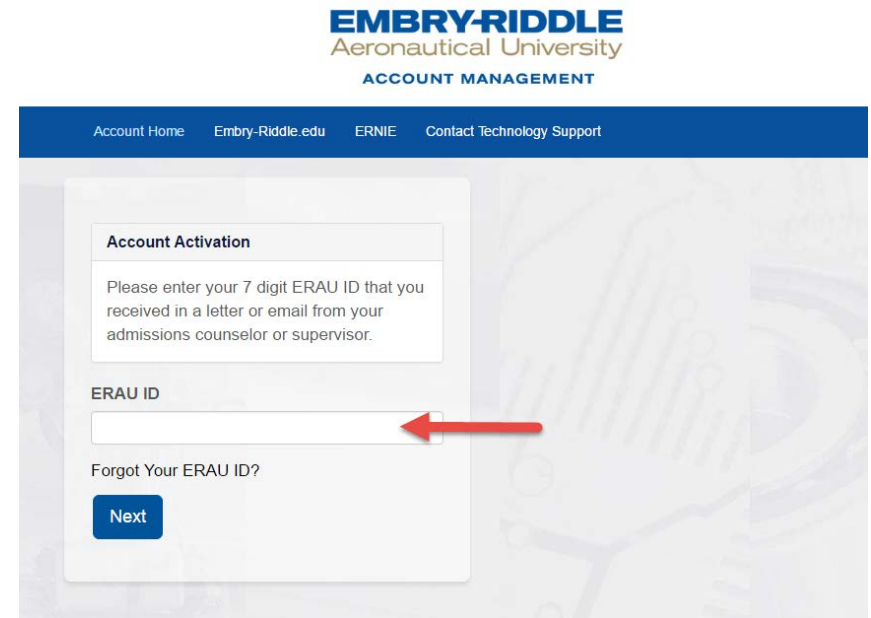 EMBRY-RIDDLE
Aeronautical University
ACCOUNT MANAGEMENT
Account Home Embry-Riddle.edu ERNIE Contact Technology Support
Account Activation
Please enter your 7 digit ERAU ID that you
received in a letter or email from your
admissions counselor or supervisor.
ERAU ID
Forgot Your ERAU ID?
Next